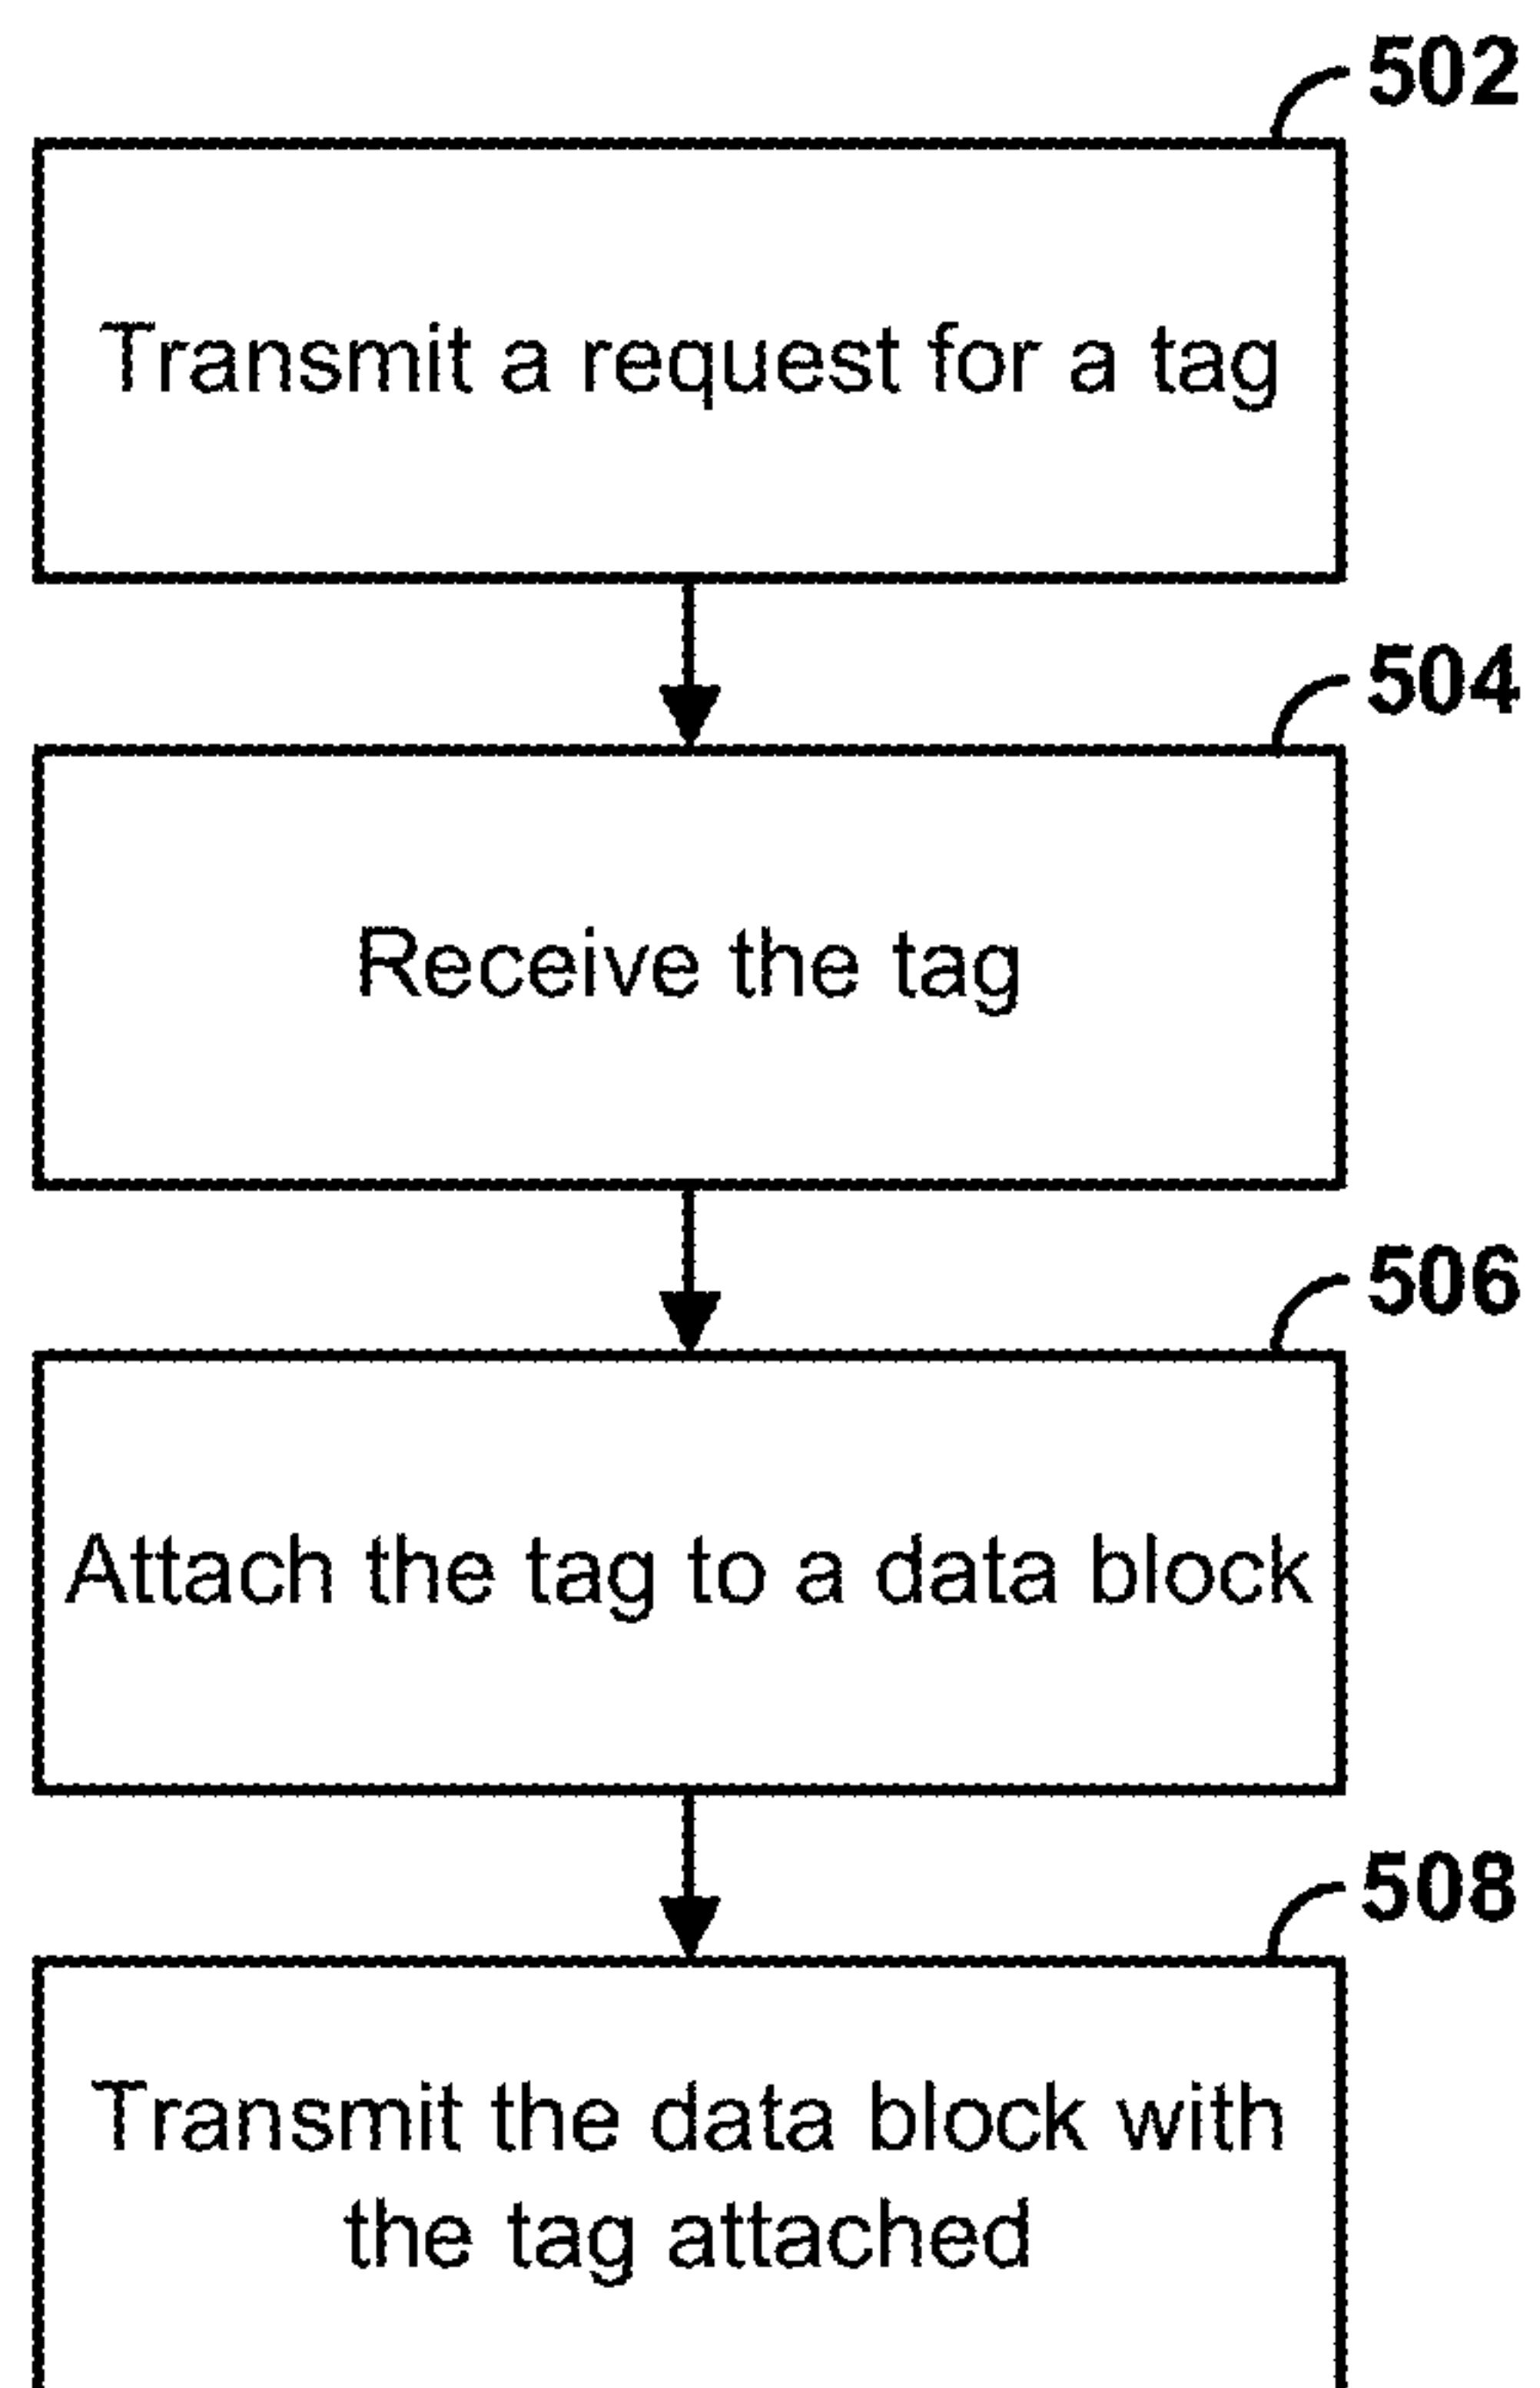 502
Transmit a request for a tag
504
Receive the tag
506
Attach the tag to a data block
508
Transmit the data block with
the tag attached